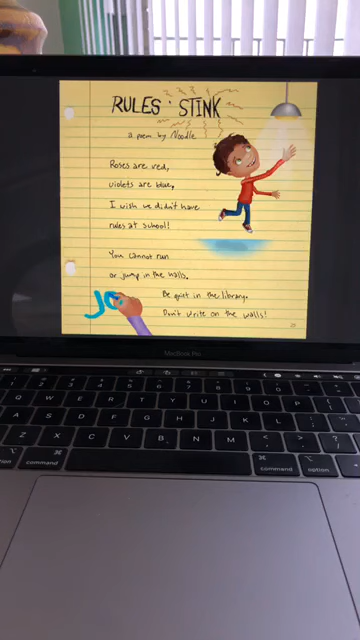 RULES STINK
a poem by Noodle
Roses are red,
violets are blue,
I wish we didn't have
rules at school!
You cannot run
or jump in the halls.
Be quiet in the library.
Don't write on the walls!
MacBook Pro
Q W E R T Y U I O P
A S D F G H J K L
Z X C V B N M
command
command
option